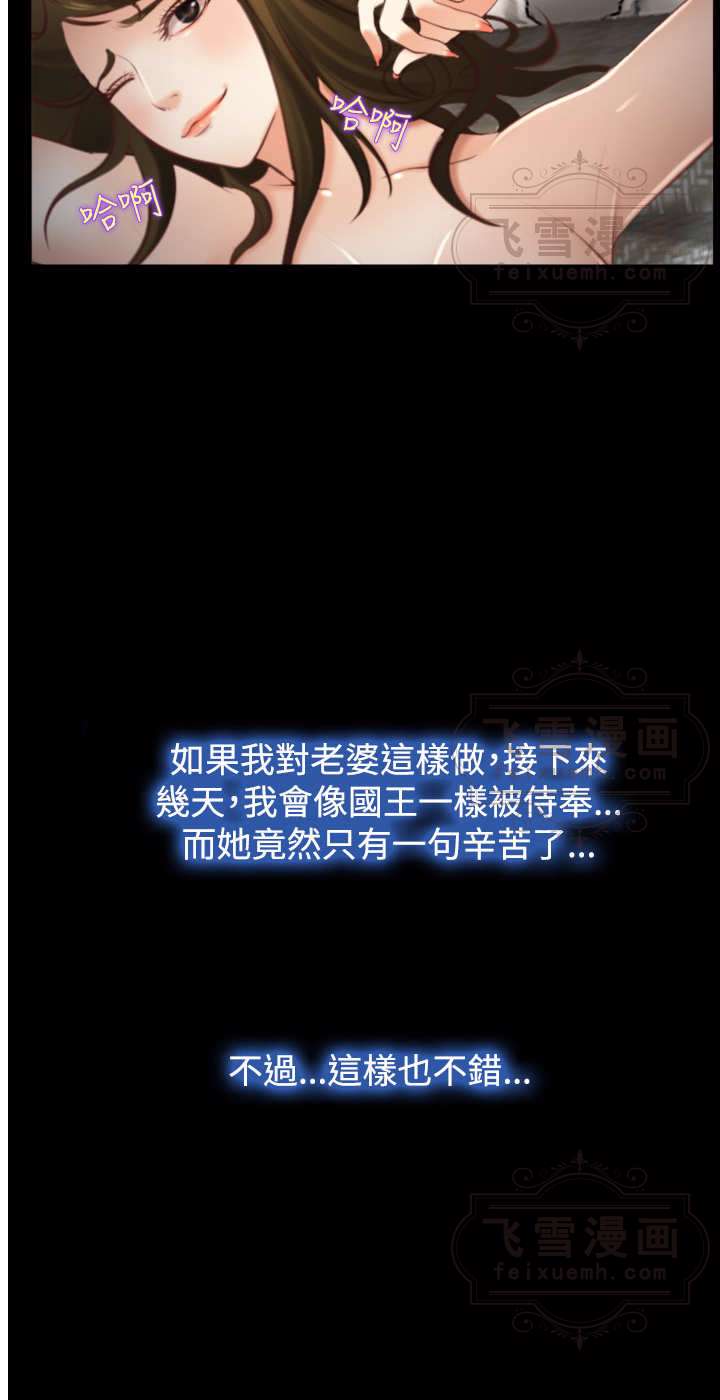 哈啊
哈啊
飞雪漫画
feixuemh.com
飞雪漫画
feixuemh.com
如果我對老婆這樣做，接下來
幾天，我會像國王一樣被侍奉...
而她竟然只有一句辛苦了...
不過...這樣也不錯...
飞雪漫画
feixuemh.com